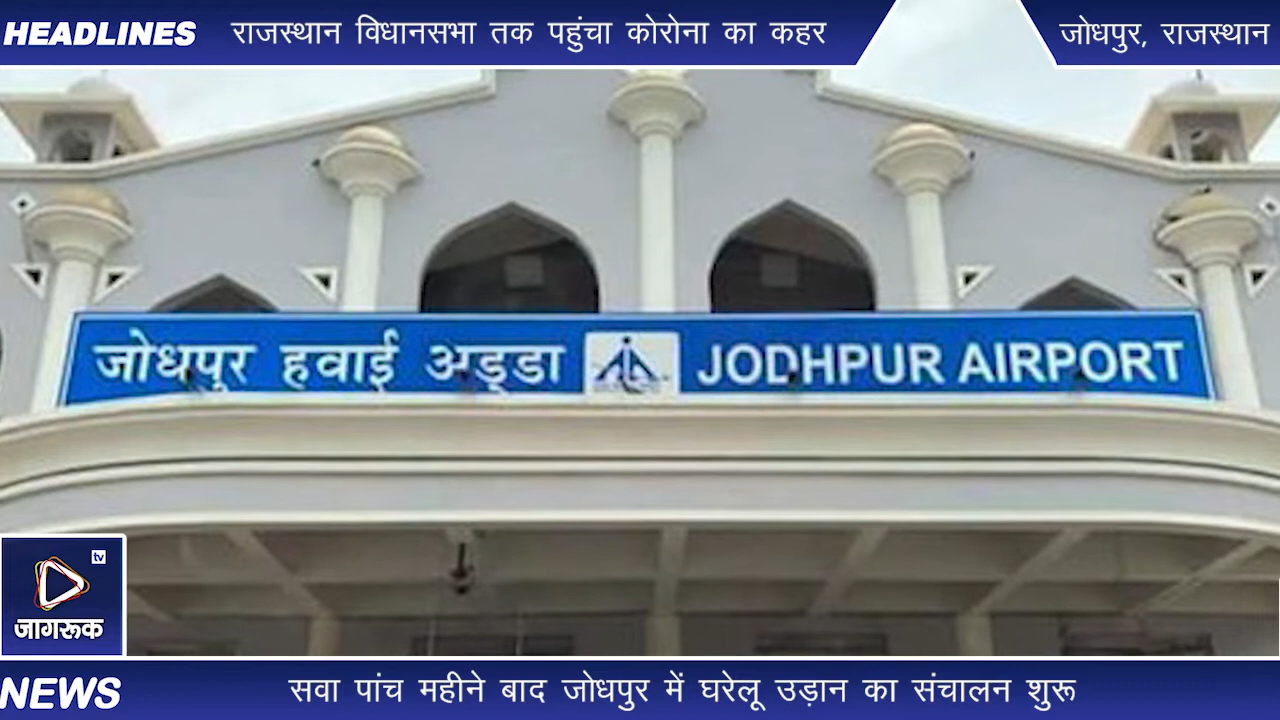 HEADLINES राजस्थान विधानसभा तक पहुंचा कोरोना का कहर
जोधपुर, राजस्थान
जोधपुर हवाई अड्डा JODHPUR AIRPORT
tv
जागरूक
NEWS सवा पांच महीने बाद जोधपुर में घरेलू उड़ान का संचालन शुरू